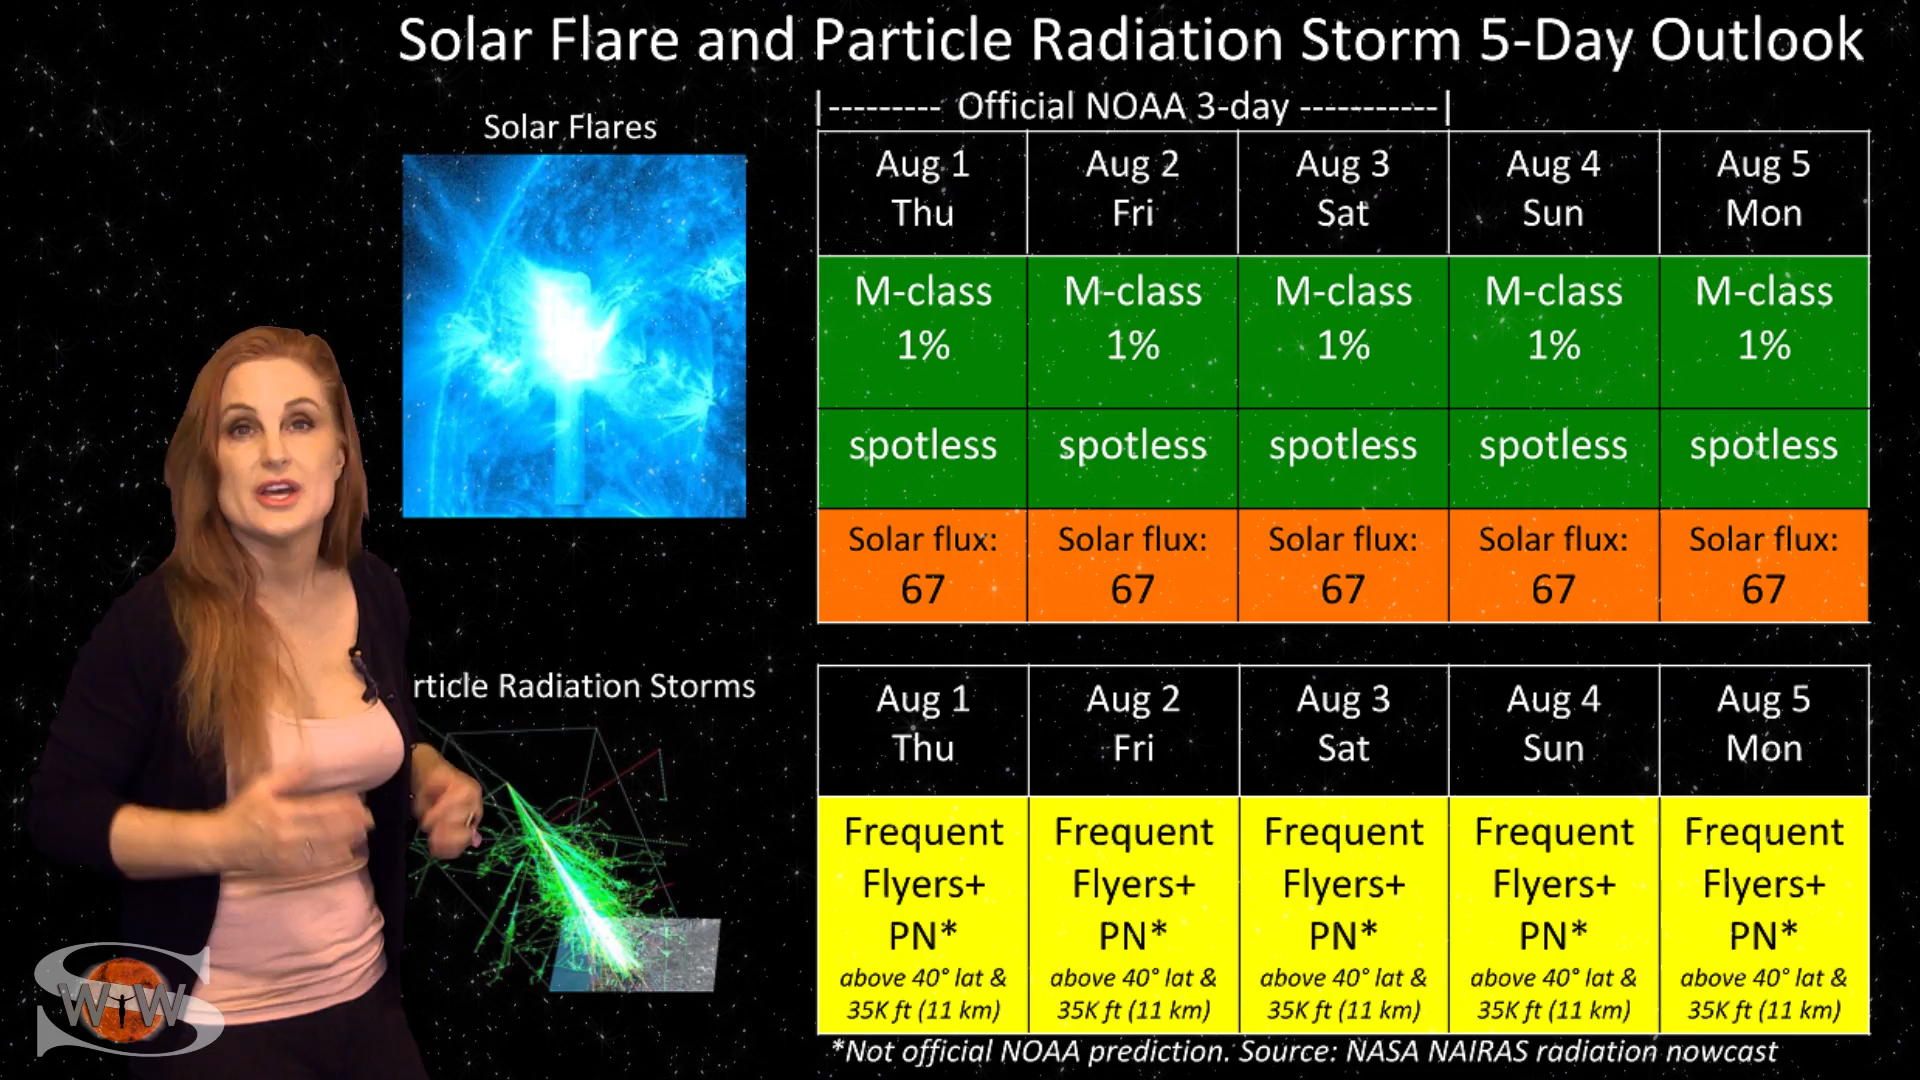 Solar Flare and Particle Radiation Storm 5-Day Outlook
|--------- Official NOAA 3-day -----------|
Solar Flares
Aug 1 Aug 2 Aug 3 Aug 4 Aug 5
Thu Fri Sat Sun Mon
M-class M-class M-class M-class M-class
1% 1% 1% 1% 1%
spotless spotless spotless spotless spotless
Solar flux: Solar flux: Solar flux: Solar flux: Solar flux:
67 67 67 67 67
rticle Radiation Storms
Aug 1 Aug 2 Aug 3 Aug 4 Aug 5
Thu Fri Sat Sun Mon
Frequent Frequent Frequent Frequent Frequent
Flyers+ Flyers+ Flyers+ Flyers+ Flyers+
PN* PN* PN* PN* PN*
above 40° lat & above 40° lat & above 40° lat & above 40° lat & above 40° lat &
35K ft (11 km) 35K ft (11 km) 35K ft (11 km) 35K ft (11 km) 35K ft (11 km)
*Not official NOAA prediction. Source: NASA NAIRAS radiation nowcast
S
WTW